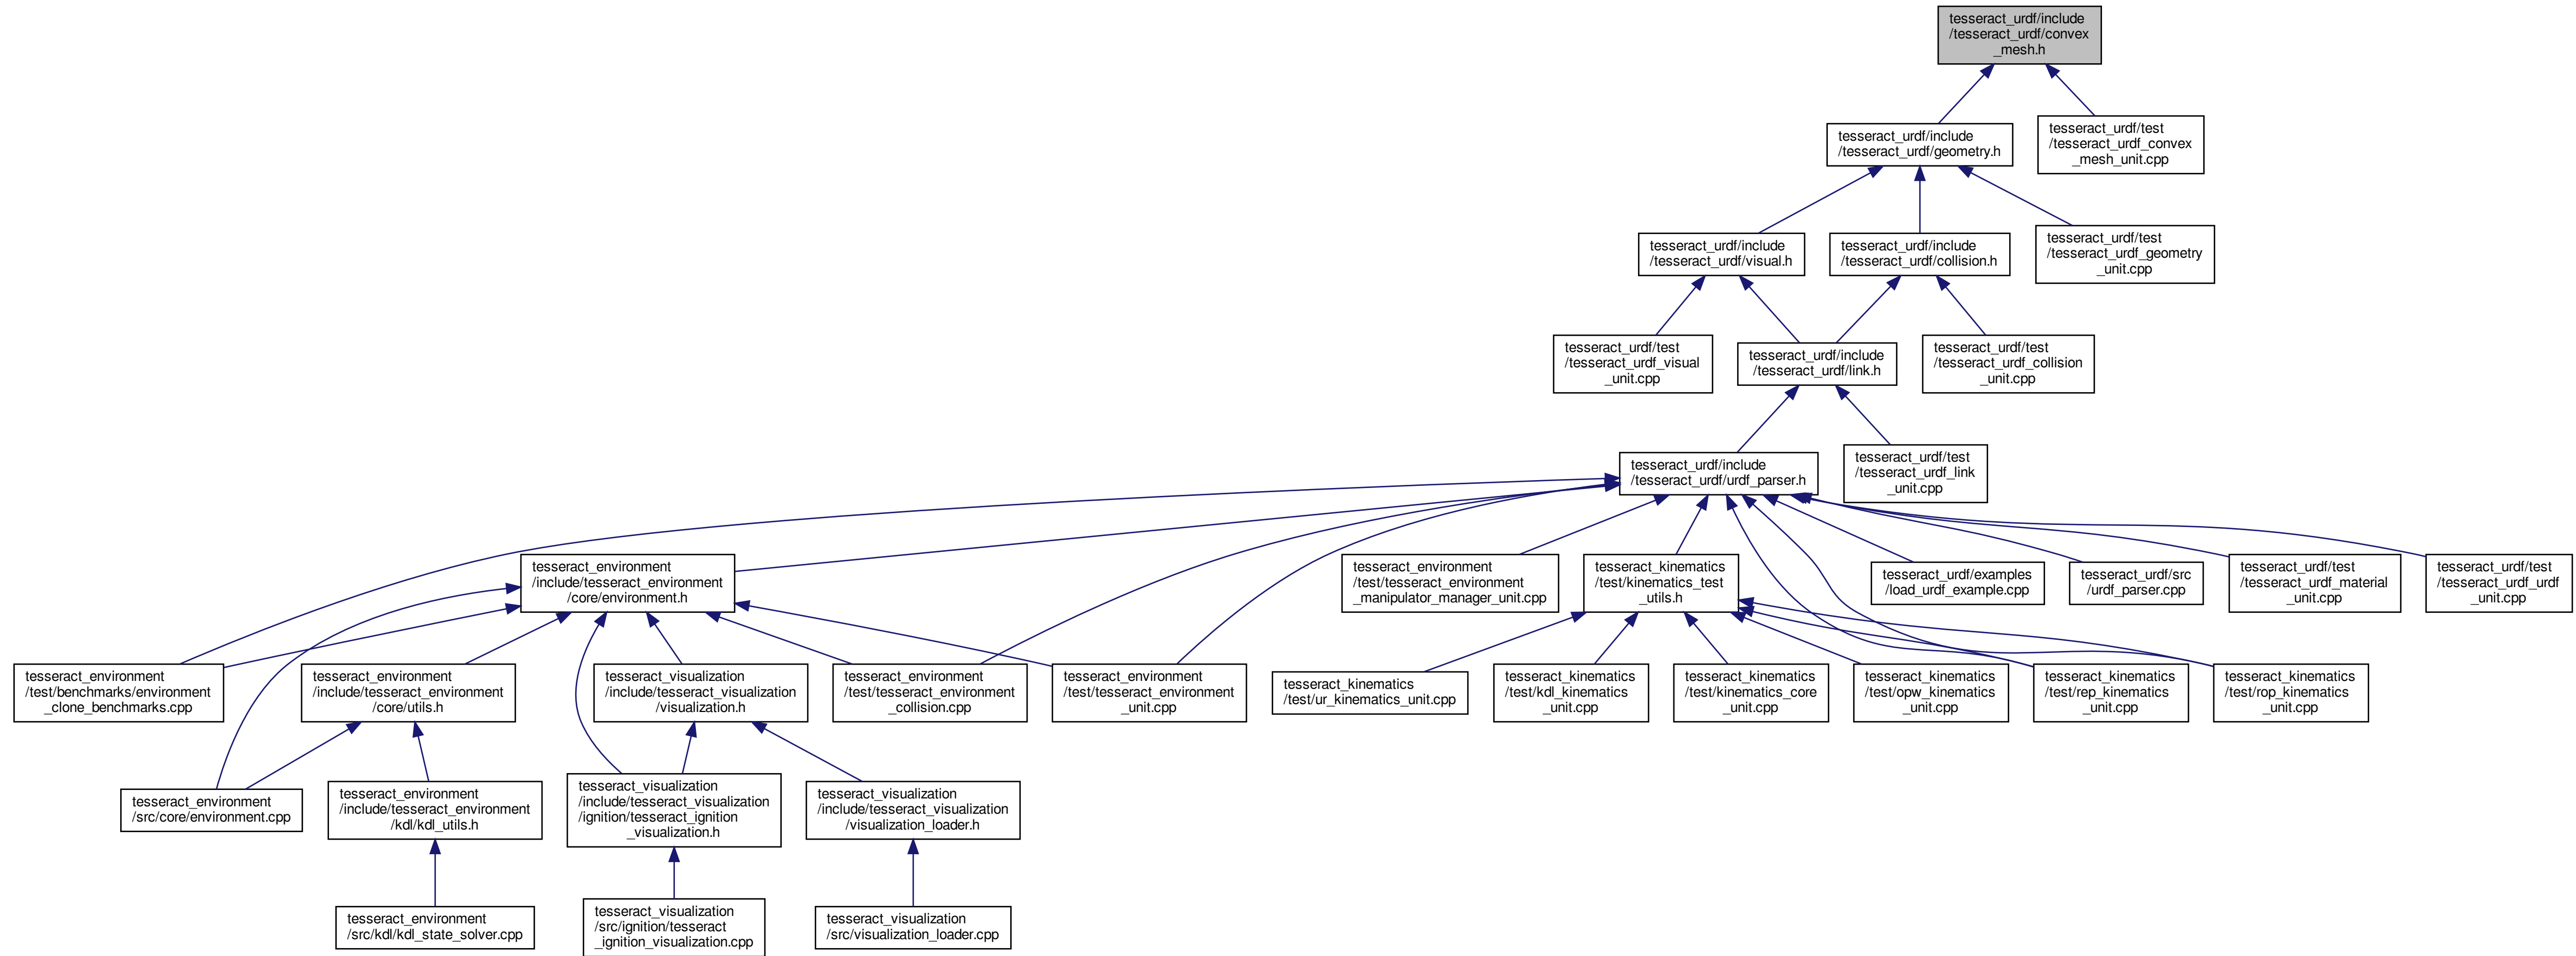 tesseract_urdf/include
/tesseract_urdf/convex
_mesh.h
tesseract_urdf/include
/tesseract_urdf/geometry.h
tesseract_urdf/test
/tesseract_urdf_convex
_mesh_unit.cpp
tesseract_urdf/include
/tesseract_urdf/visual.h
tesseract_urdf/include
/tesseract_urdf/collision.h
tesseract_urdf/test
/tesseract_urdf_geometry
_unit.cpp
tesseract_urdf/test
/tesseract_urdf_visual
_unit.cpp
tesseract_urdf/include
/tesseract_urdf/link.h
tesseract_urdf/test
/tesseract_urdf_collision
_unit.cpp
tesseract_urdf/include
/tesseract_urdf/urdf_parser.h
tesseract_urdf/test
/tesseract_urdf_link
_unit.cpp
tesseract_environment
/include/tesseract_environment
/core/environment.h
tesseract_environment
/test/tesseract_environment
_manipulator_manager_unit.cpp
tesseract_kinematics
/test/kinematics_test
_utils.h
tesseract_urdf/examples
/load_urdf_example.cpp
tesseract_urdf/src
/urdf_parser.cpp
tesseract_urdf/test
/tesseract_urdf_material
_unit.cpp
tesseract_urdf/test
/tesseract_urdf_urdf
_unit.cpp
tesseract_environment
/test/benchmarks/environment
_clone_benchmarks.cpp
tesseract_environment
/include/tesseract_environment
/core/utils.h
tesseract_visualization
/include/tesseract_visualization
/visualization.h
tesseract_environment
/test/tesseract_environment
_collision.cpp
tesseract_environment
/test/tesseract_environment
_unit.cpp
tesseract_kinematics
/test/ur_kinematics_unit.cpp
tesseract_kinematics
/test/kdl_kinematics
_unit.cpp
tesseract_kinematics
/test/kinematics_core
_unit.cpp
tesseract_kinematics
/test/opw_kinematics
_unit.cpp
tesseract_kinematics
/test/rep_kinematics
_unit.cpp
tesseract_kinematics
/test/rop_kinematics
_unit.cpp
tesseract_environment
/src/core/environment.cpp
tesseract_environment
/include/tesseract_environment
/kdl/kdl_utils.h
tesseract_visualization
/include/tesseract_visualization
/ignition/tesseract_ignition
_visualization.h
tesseract_visualization
/include/tesseract_visualization
/visualization_loader.h
tesseract_environment
/src/kdl/kdl_state_solver.cpp
tesseract_visualization
/src/ignition/tesseract
_ignition_visualization.cpp
tesseract_visualization
/src/visualization_loader.cpp